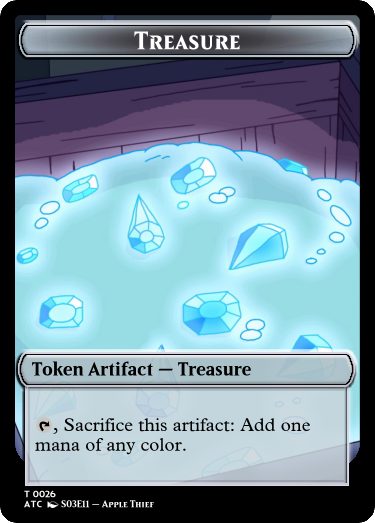 TREASURE
Token Artifact — Treasure
, Sacrifice this artifact: Add one
mana of any color.
T 0026
ATC S03E11 — APPLE THIEF